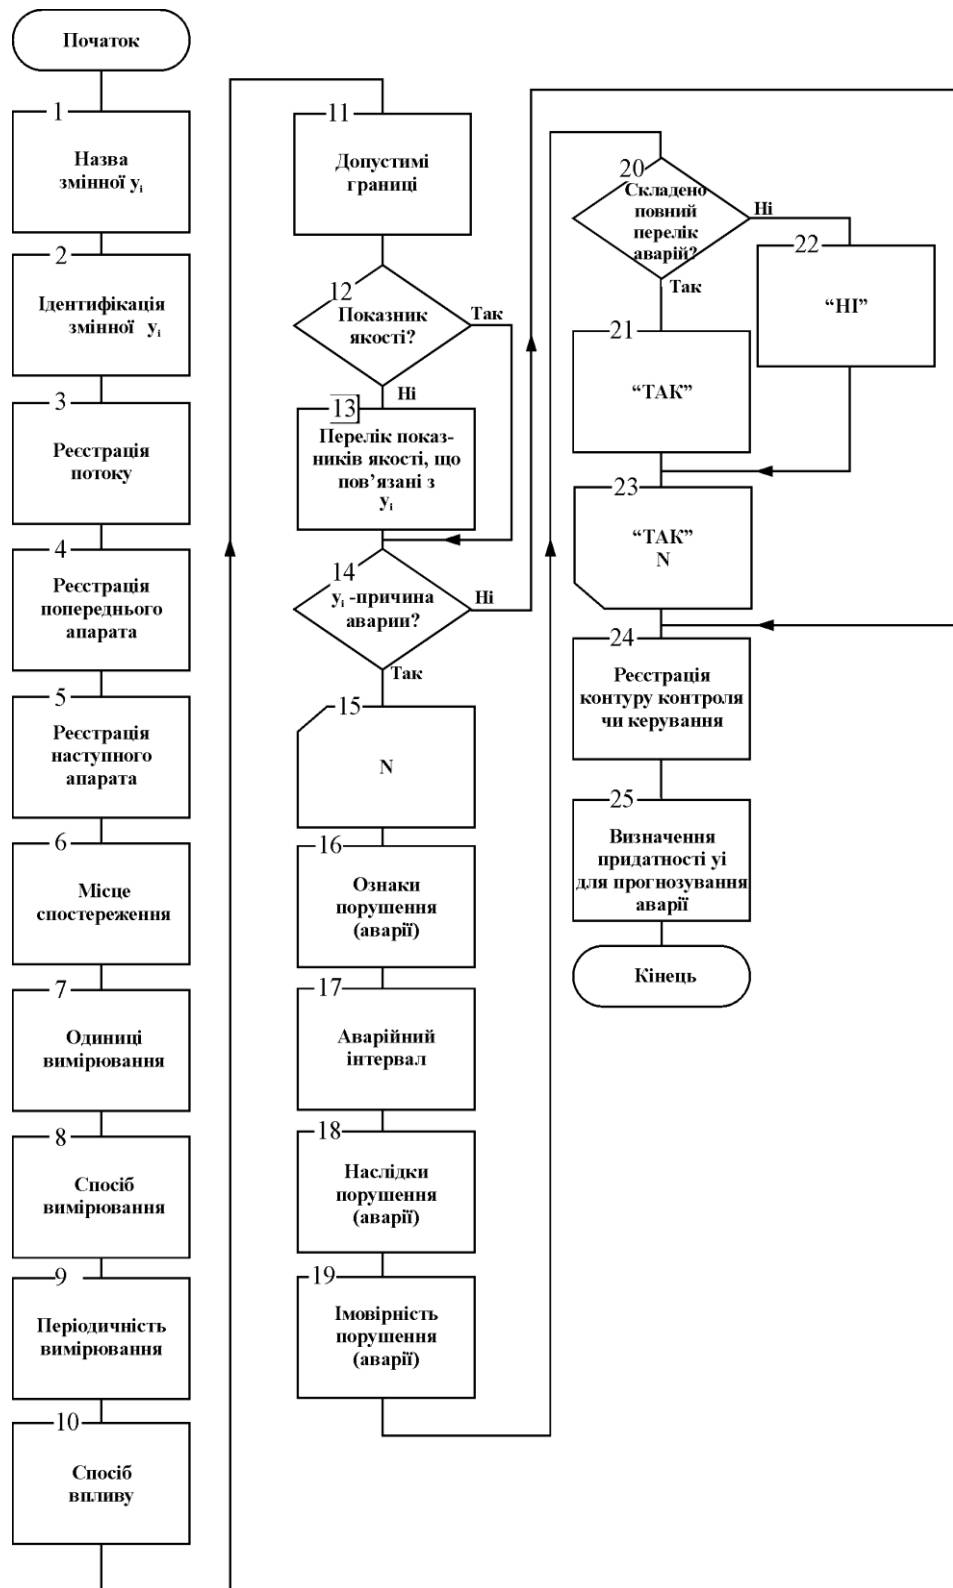 Початок
1
Назва
змінної yᵢ
2
Ідентифікація
змінної yᵢ
3
Реєстрація
потоку
4
Реєстрація
попереднього
апарата
5
Реєстрація
наступного
апарата
6
Місце
спостереження
7
Одиниці
вимірювання
8
Спосіб
вимірювання
9
Періодичність
вимірювання
10
Спосіб
впливу
11
Допустимі
границі
12
Показник
якості?
Так
Ні
13
Перелік показ-
ників якості, що
пов’язані з
yᵢ
14
yᵢ -причина
аварии?
Ні
Так
15
N
16
Ознаки
порушення
(аварії)
17
Аварійний
інтервал
18
Наслідки
порушення
(аварії)
19
Імовірність
порушення
(аварії)
20
Складено
повний
перелік
аварій?
Ні
Так
22
“НІ”
21
“ТАК”
23
“ТАК”
N
24
Реєстрація
контуру контроля
чи керування
25
Визначення
придатності уі
для прогнозування
аварії
Кінець